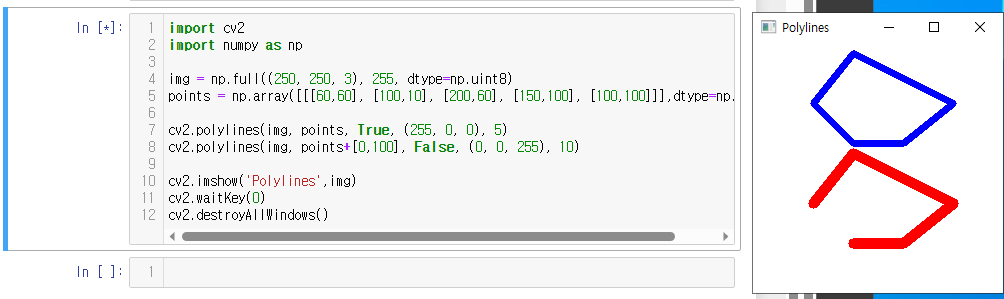 In [*]:
1 import cv2
2 import numpy as np
3
4 img = np.full((250, 250, 3), 255, dtype=np.uint8)
5 points = np.array([[[60,60], [100,10], [200,60], [150,100], [100,100]]],dtype=np.
6
7 cv2.polylines(img, points, True, (255, 0, 0), 5)
8 cv2.polylines(img, points+[0,100], False, (0, 0, 255), 10)
9
10 cv2.imshow('Polylines',img)
11 cv2.waitKey(0)
12 cv2.destroyAllWindows()
In [ ]:
1
Polylines